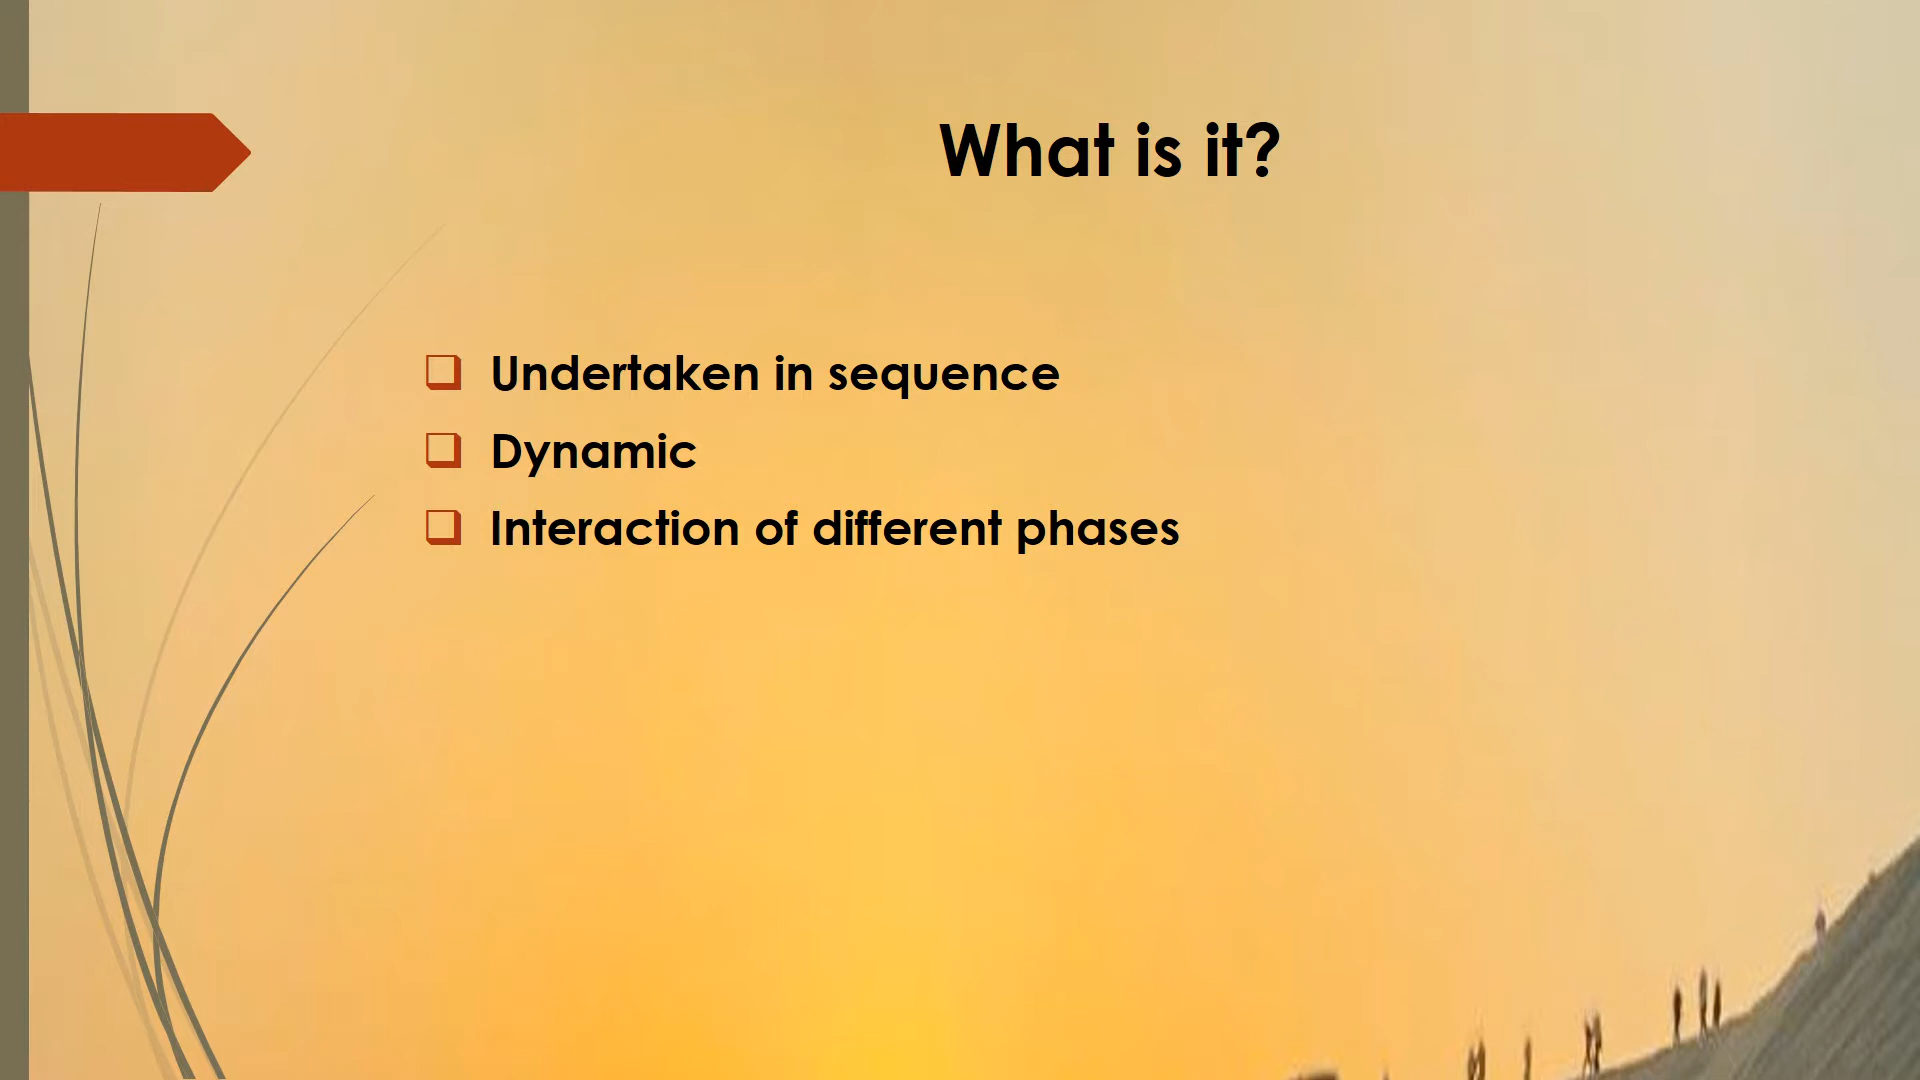 What is it?
Undertaken in sequence
Dynamic
Interaction of different phases